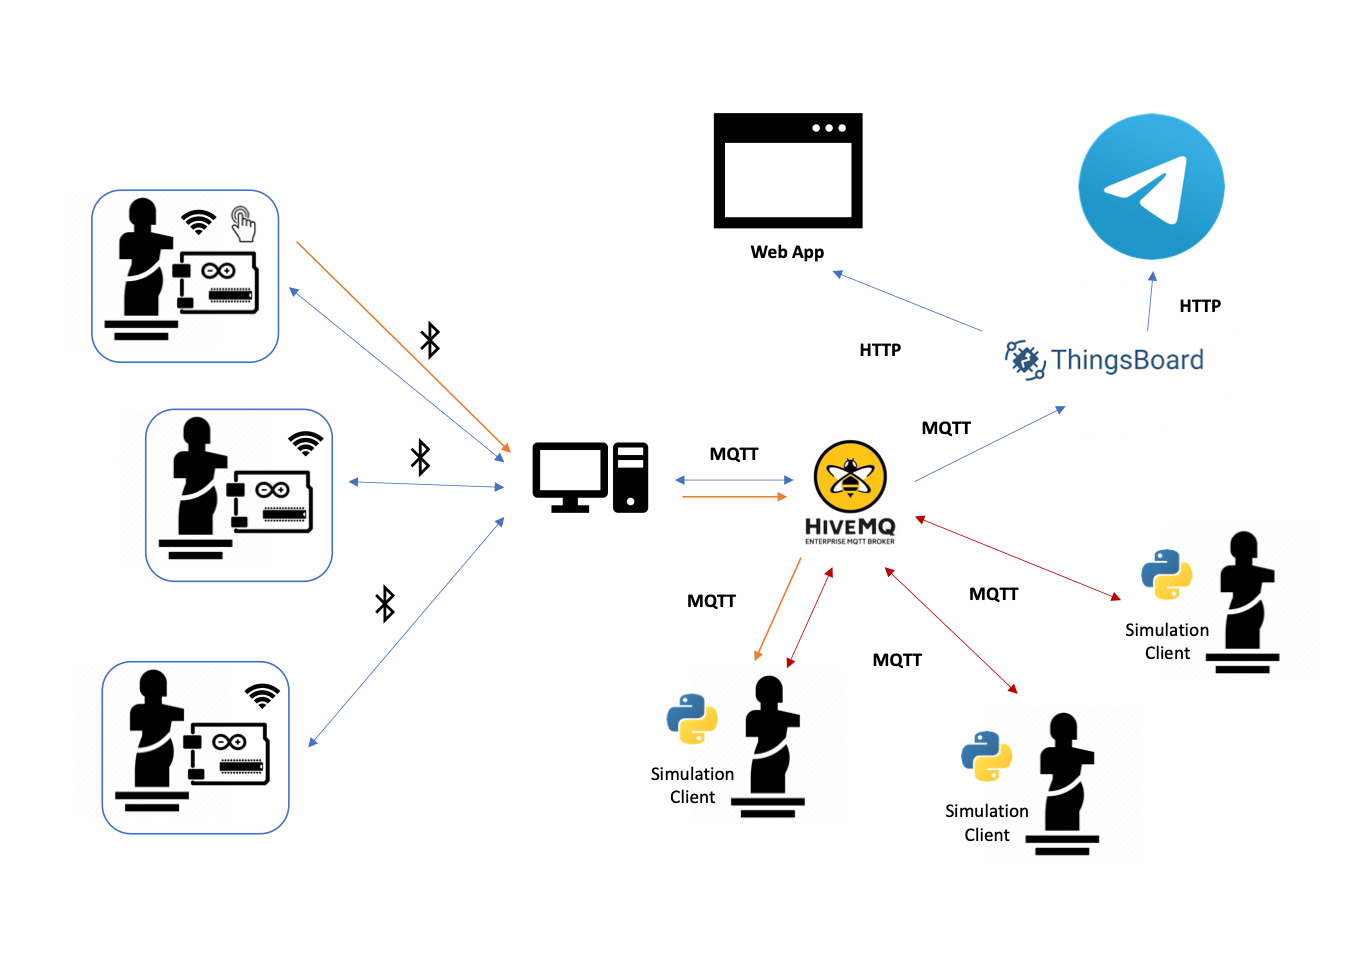 Web App
HTTP
HTTP
ThingsBoard
MQTT
MQTT
HIVEMQ
ENTERPRISE MQTT BROKER
MQTT
MQTT
MQTT
Simulation
Client
Simulation
Client
Simulation
Client